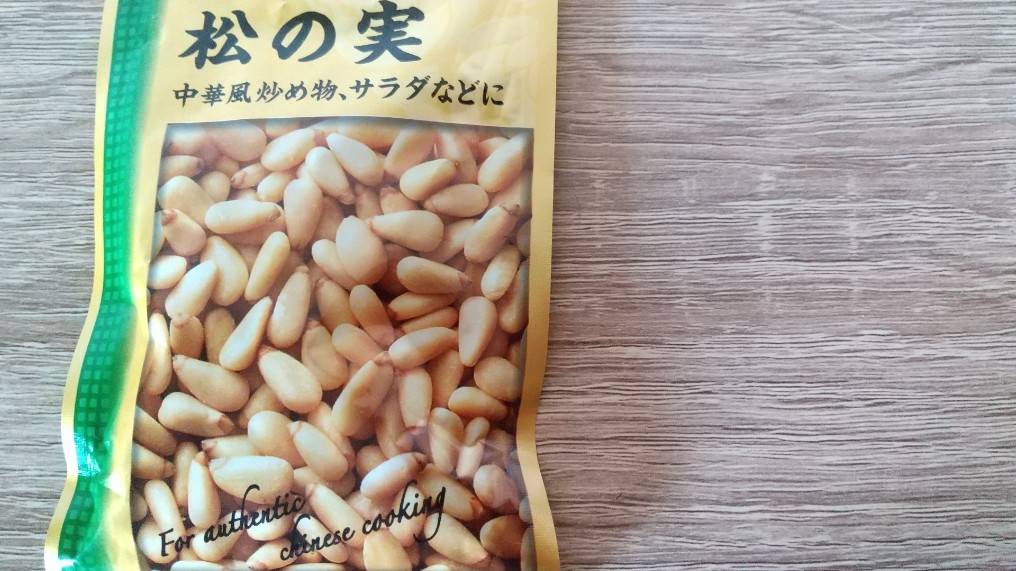 松の実
中華風炒め物、サラダなどに
For authentic
chinese cooking